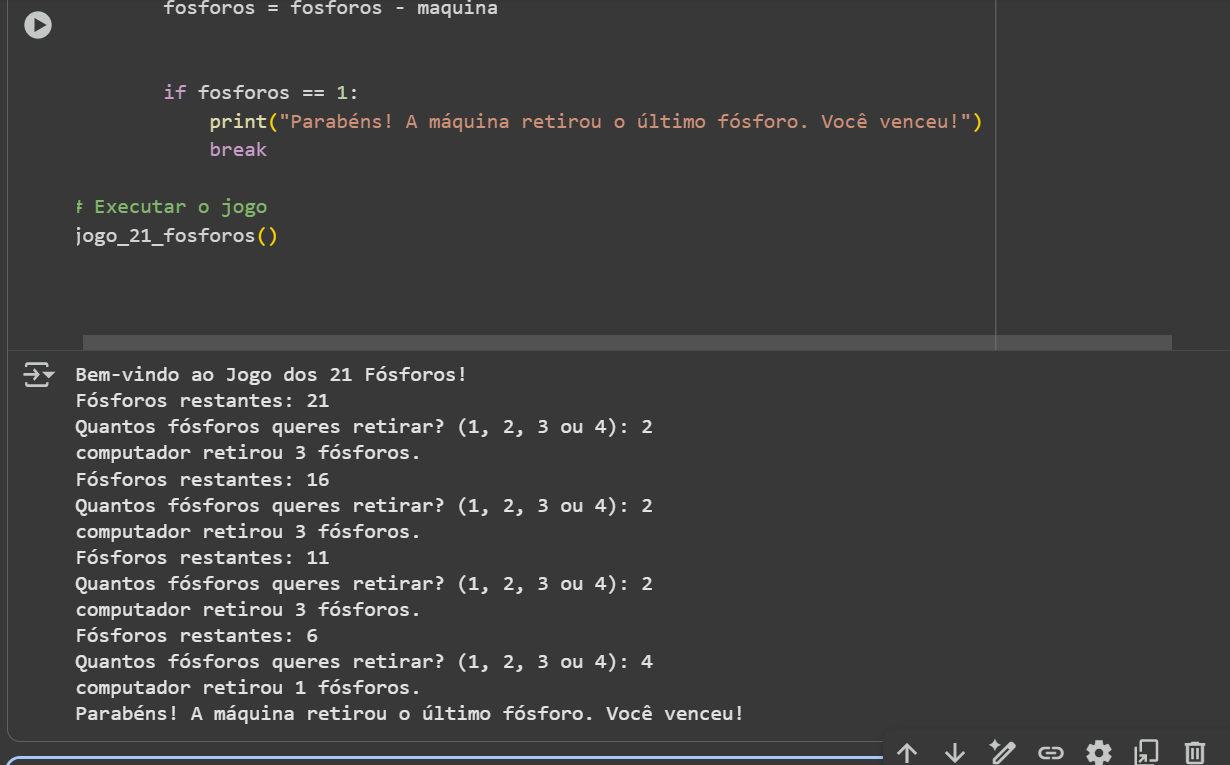 fosforos = fosforos - maquina
if fosforos == 1:
print("Parabéns! A máquina retirou o último fósforo. Você venceu!")
break
# Executar o jogo
jogo_21_fosforos()
Bem-vindo ao Jogo dos 21 Fósforos!
Fósforos restantes: 21
Quantos fósforos queres retirar? (1, 2, 3 ou 4): 2
computador retirou 3 fósforos.
Fósforos restantes: 16
Quantos fósforos queres retirar? (1, 2, 3 ou 4): 2
computador retirou 3 fósforos.
Fósforos restantes: 11
Quantos fósforos queres retirar? (1, 2, 3 ou 4): 2
computador retirou 3 fósforos.
Fósforos restantes: 6
Quantos fósforos queres retirar? (1, 2, 3 ou 4): 4
computador retirou 1 fósforos.
Parabéns! A máquina retirou o último fósforo. Você venceu!